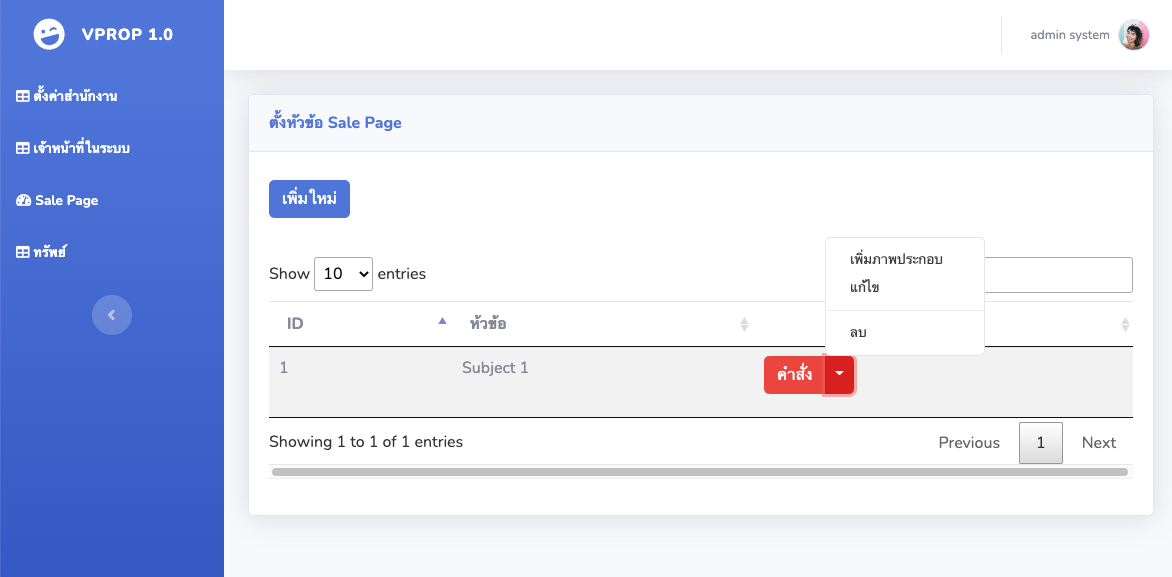 VPROP 1.0
admin system
ตั้งค่าสำนักงาน
เจ้าหน้าที่ในระบบ
Sale Page
ทรัพย์
ตั้งหัวข้อ Sale Page
เพิ่มใหม่
Show 10 entries
เพิ่มภาพประกอบ
แก้ไข
ลบ
ID หัวข้อ
1 Subject 1 คำสั่ง
Showing 1 to 1 of 1 entries
Previous 1 Next